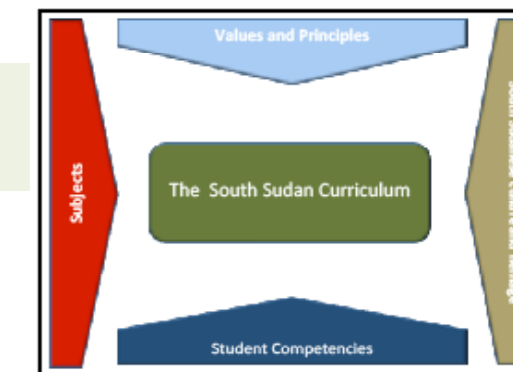 Values and Principles
Subjects
The South Sudan Curriculum
Student Competencies